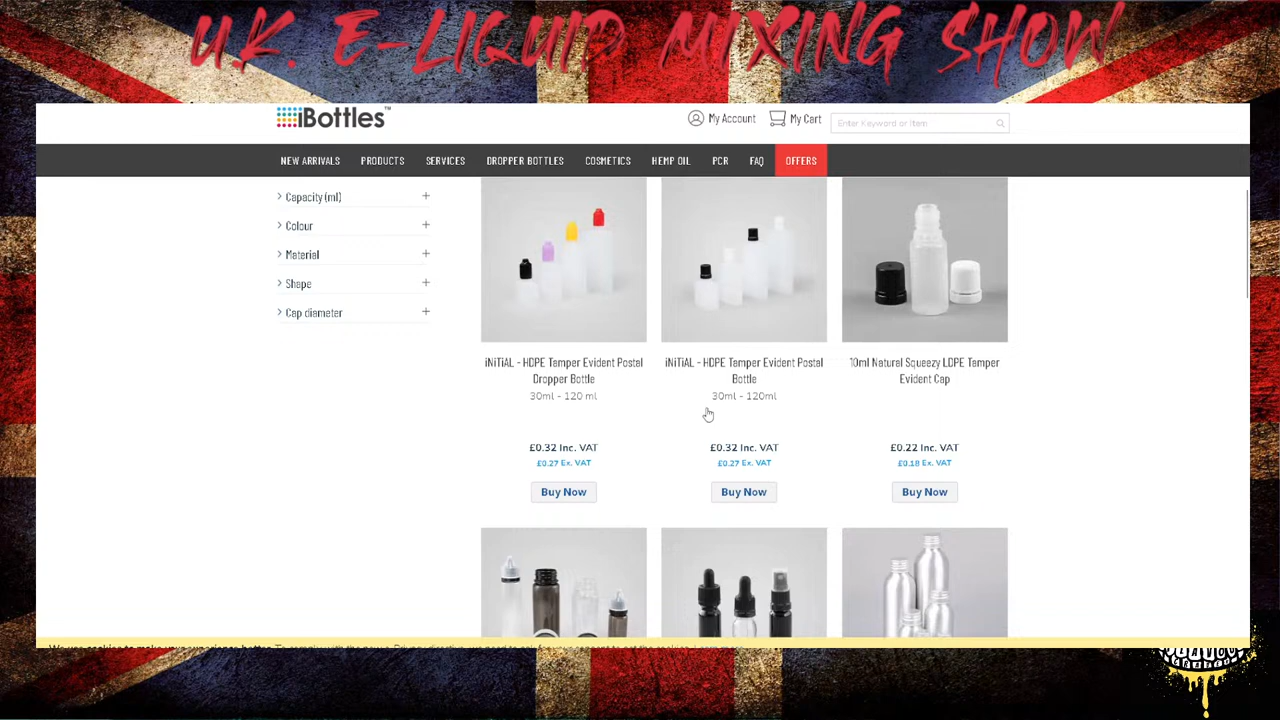 U.K. E-LIQUID MIXING SHOW
iBottles™
My Account
My Cart
Enter Keyword or Item
NEW ARRIVALS PRODUCTS SERVICES DROPPER BOTTLES COSMETICS HEMP OIL PCR FAQ OFFERS
Capacity (ml)
Colour
Material
Shape
Cap diameter
iNiTiAL - HDPE Tamper Evident Postal
Dropper Bottle
30ml - 120 ml
£0.32 Inc. VAT
£0.27 Ex. VAT
Buy Now
iNiTiAL - HDPE Tamper Evident Postal
Bottle
30ml - 120ml
£0.32 Inc. VAT
£0.27 Ex. VAT
Buy Now
10ml Natural Squeezy LDPE Tamper
Evident Cap
£0.22 Inc. VAT
£0.18 Ex. VAT
Buy Now